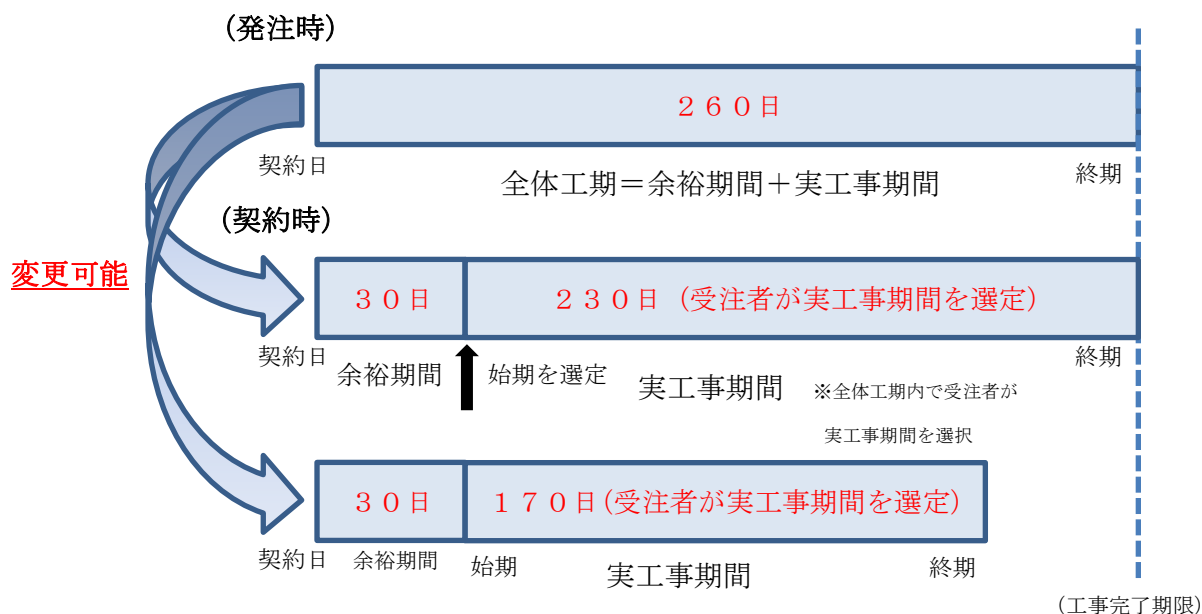 (発注時)
２６０日
契約日
終期
全体工期＝余裕期間＋実工事期間
(契約時)
変更可能
３０日
２３０日（受注者が実工事期間を選定）
契約日
終期
余裕期間
始期を選定
実工事期間
※全体工期内で受注者が
実工事期間を選択
３０日
１７０日(受注者が実工事期間を選定）
契約日
余裕期間
始期
実工事期間
終期
(工事完了期限)